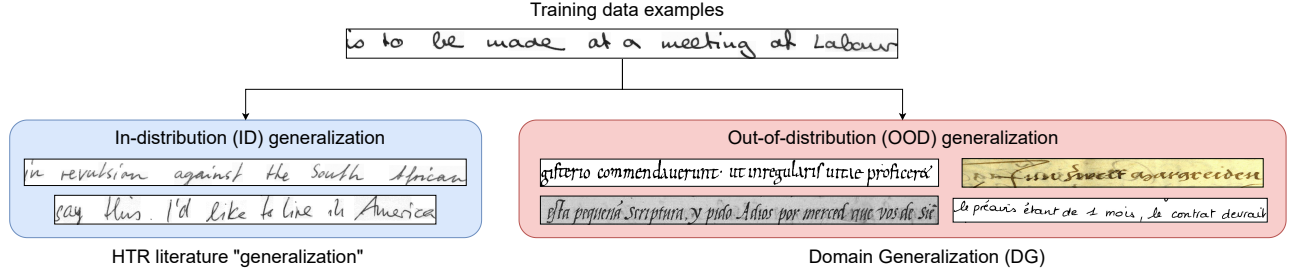 Training data examples
is to be made at a meeting at Labour
In-distribution (ID) generalization
in revulsion against the South African
say this. I'd like to live in America
HTR literature "generalization"
Out-of-distribution (OOD) generalization
gisterio commendauerunt. ut inregularis uitae proficere
esta pequena Scriptura, y pido Adios por merced que vos de sie
le préavis étant de 1 mois, le contrat devrait
Domain Generalization (DG)